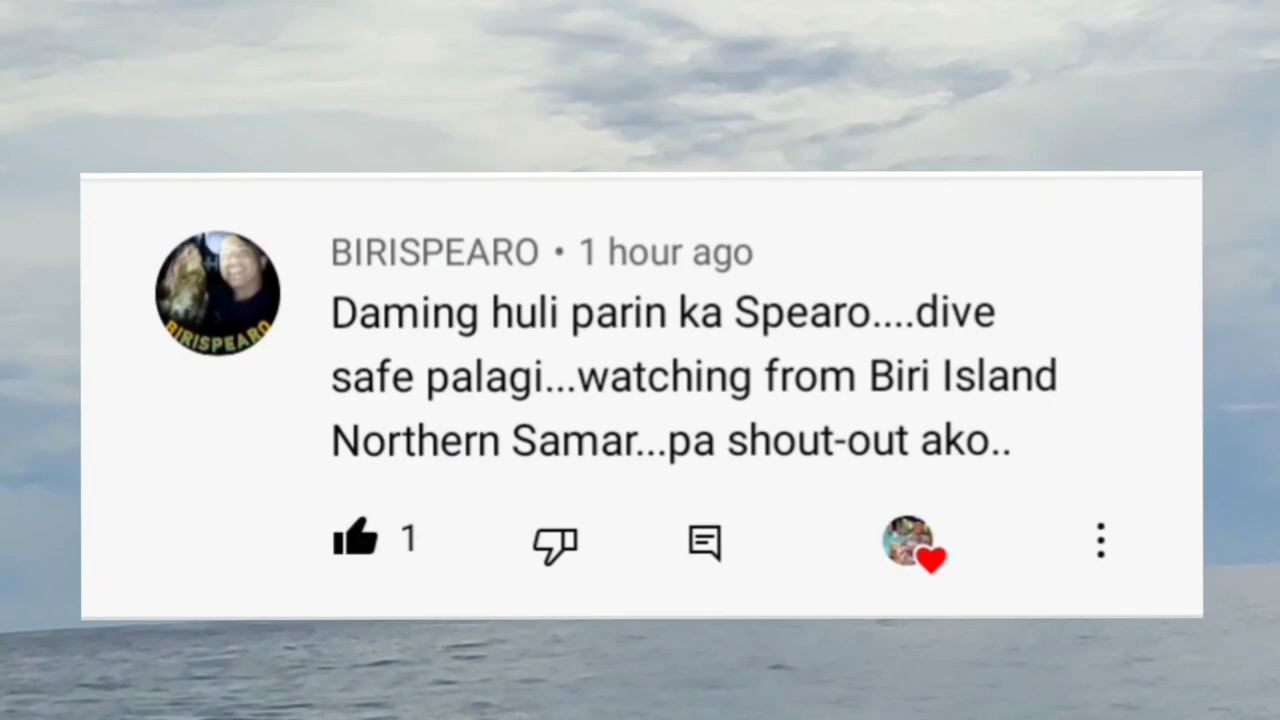 BIRISPEARO • 1 hour ago
Daming huli parin ka Spearo....dive
safe palagi...watching from Biri Island
Northern Samar...pa shout-out ako..
1
BIRISPEARO